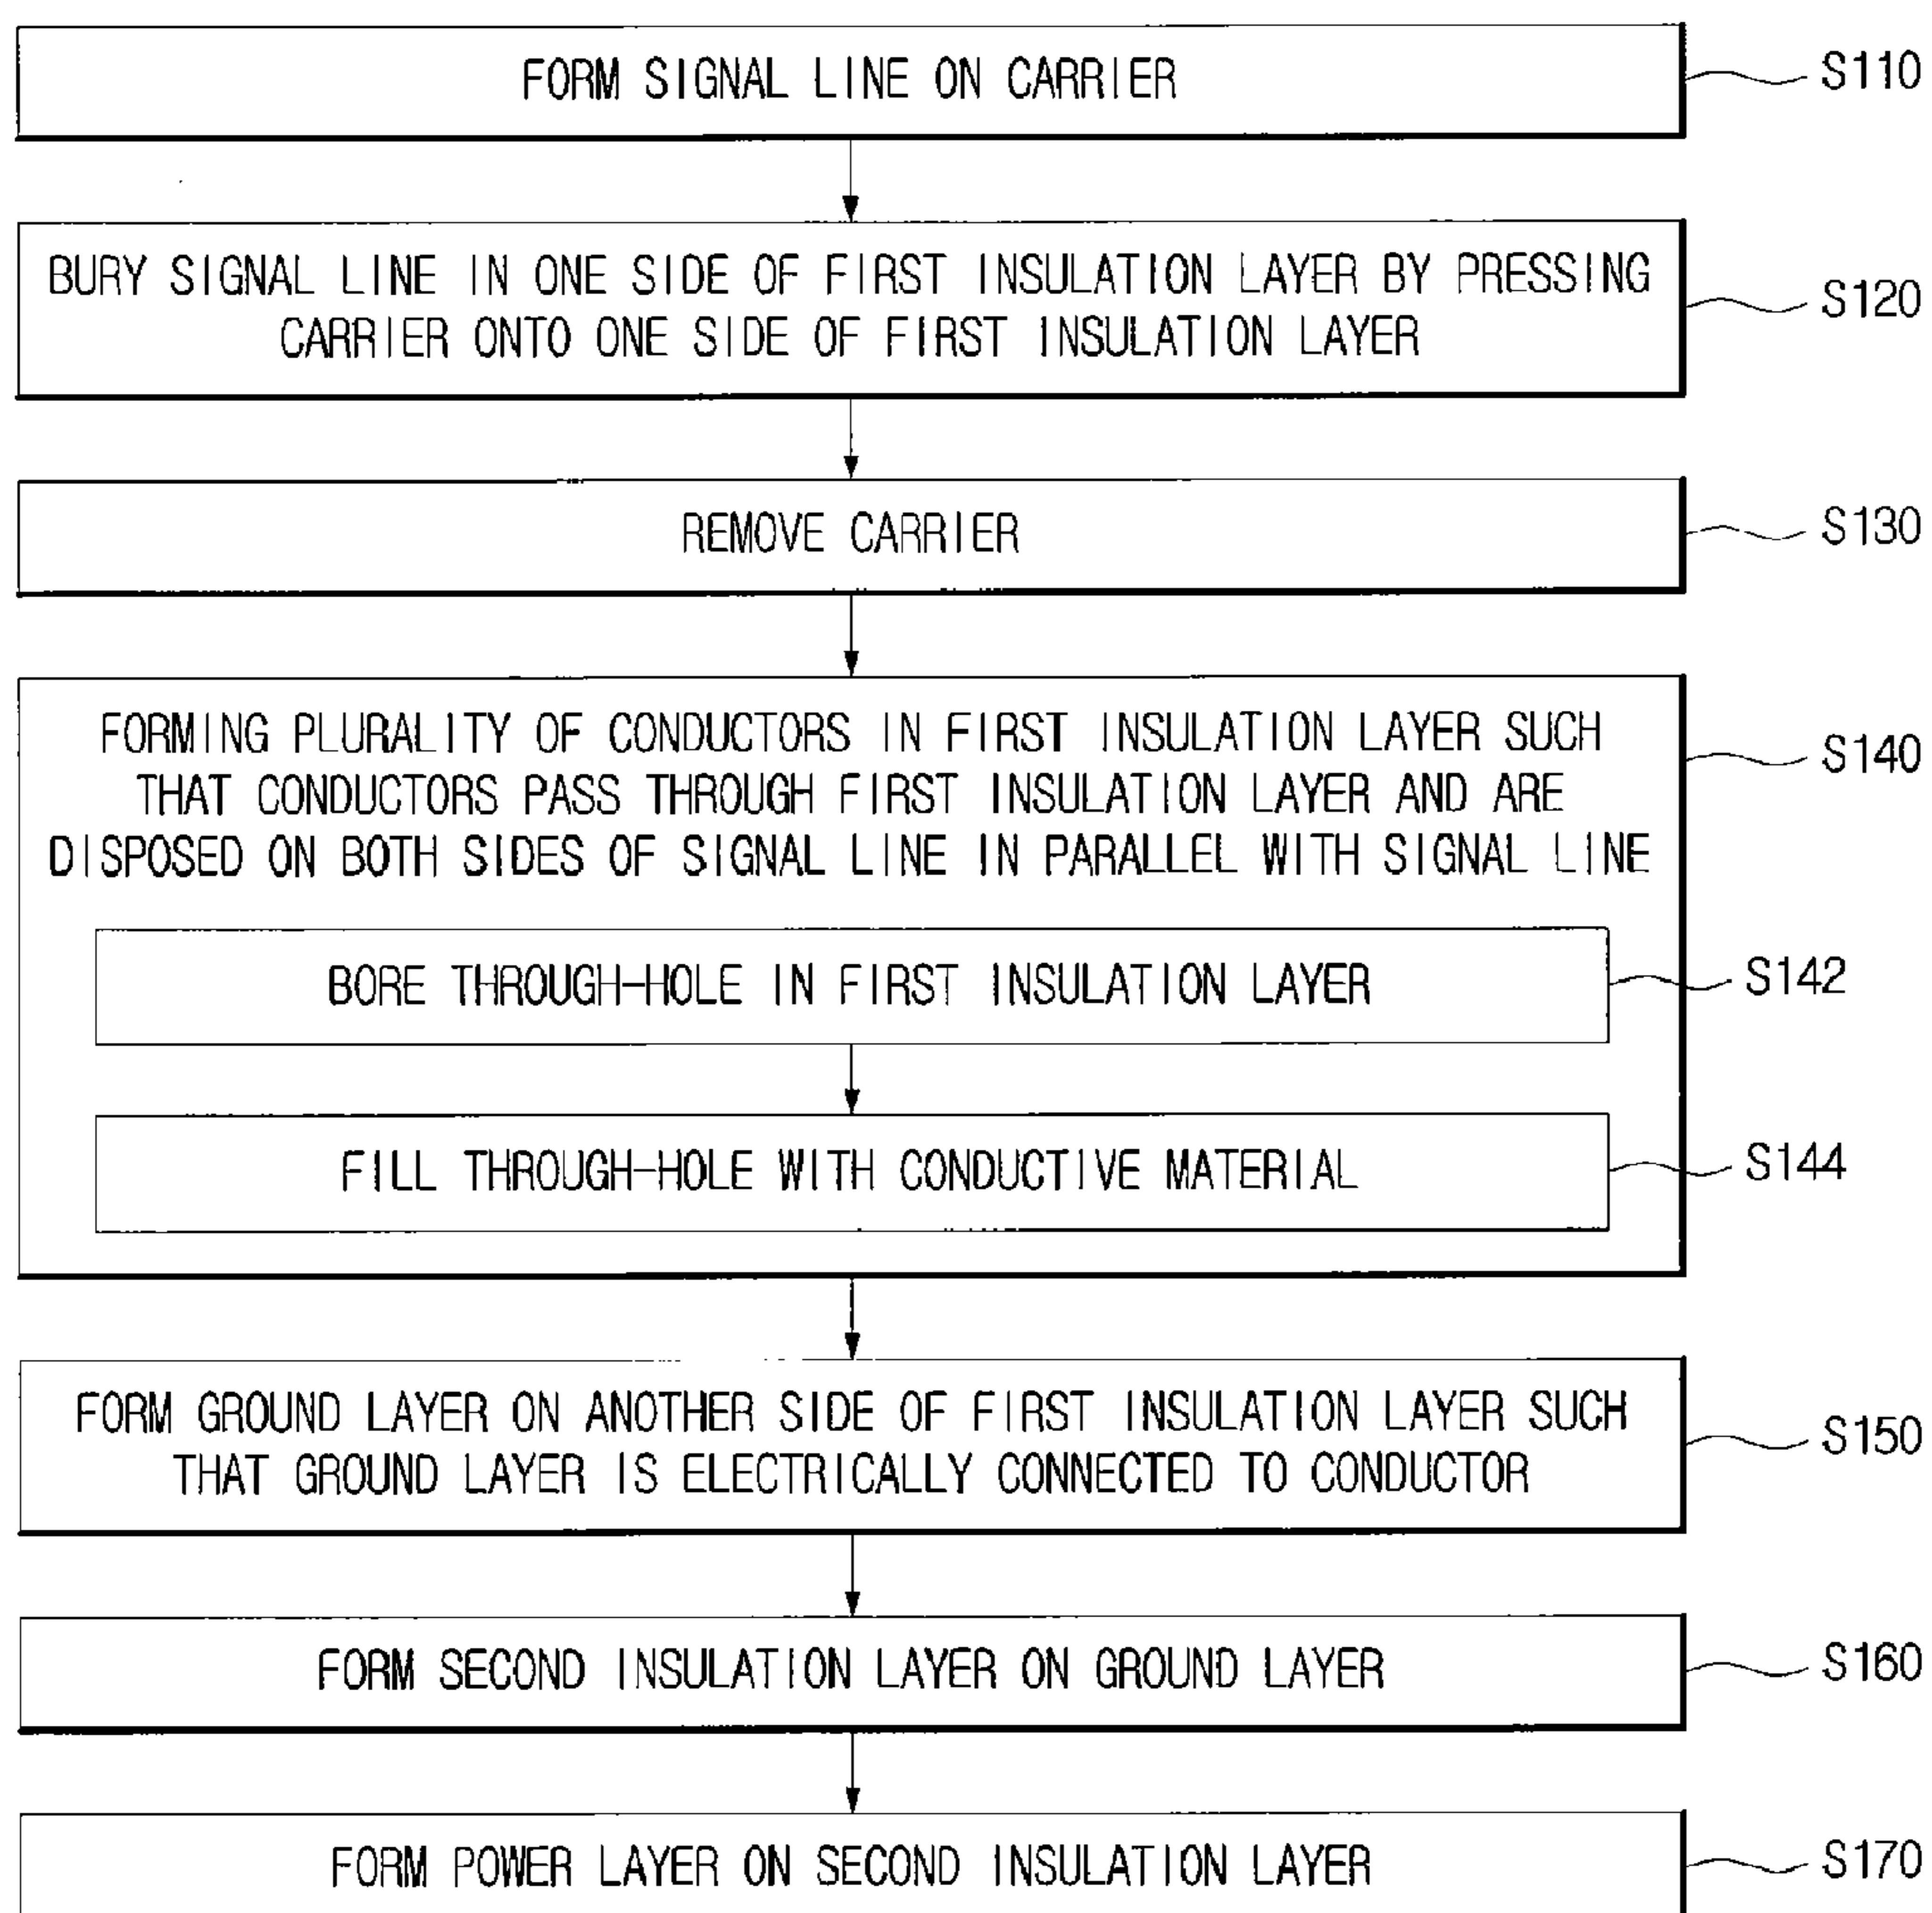 FORM SIGNAL LINE ON CARRIER
S110
BURY SIGNAL LINE IN ONE SIDE OF FIRST INSULATION LAYER BY PRESSING
CARRIER ONTO ONE SIDE OF FIRST INSULATION LAYER
S120
REMOVE CARRIER
S130
FORMING PLURALITY OF CONDUCTORS IN FIRST INSULATION LAYER SUCH
THAT CONDUCTORS PASS THROUGH FIRST INSULATION LAYER AND ARE
DISPOSED ON BOTH SIDES OF SIGNAL LINE IN PARALLEL WITH SIGNAL LINE
S140
BORE THROUGH-HOLE IN FIRST INSULATION LAYER
S142
FILL THROUGH-HOLE WITH CONDUCTIVE MATERIAL
S144
FORM GROUND LAYER ON ANOTHER SIDE OF FIRST INSULATION LAYER SUCH
THAT GROUND LAYER IS ELECTRICALLY CONNECTED TO CONDUCTOR
S150
FORM SECOND INSULATION LAYER ON GROUND LAYER
S160
FORM POWER LAYER ON SECOND INSULATION LAYER
S170